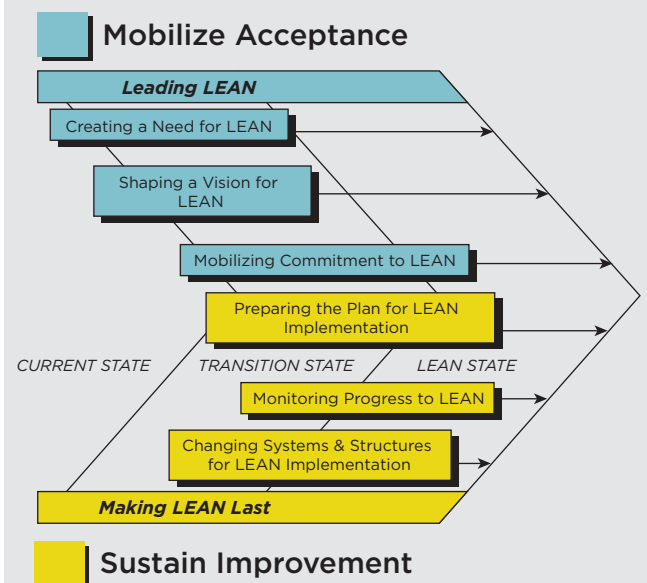 Mobilize Acceptance
Leading LEAN
Creating a Need for LEAN
Shaping a Vision for
LEAN
Mobilizing Commitment to LEAN
Preparing the Plan for LEAN
Implementation
CURRENT STATE
TRANSITION STATE
LEAN STATE
Monitoring Progress to LEAN
Changing Systems & Structures
for LEAN Implementation
Making LEAN Last
Sustain Improvement